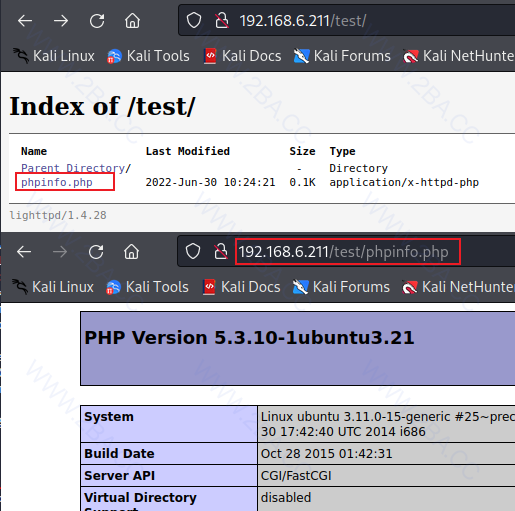 192.168.6.211/test/
Kali Linux Kali Tools Kali Docs Kali Forums Kali NetHunter
Index of /test/
Name Last Modified Size Type
Parent Directory/ - Directory
phpinfo.php 2022-Jun-30 10:24:21 0.1K application/x-httpd-php
lighttpd/1.4.28
192.168.6.211/test/phpinfo.php
Kali Linux Kali Tools Kali Docs Kali Forums Kali NetHunte
PHP Version 5.3.10-1ubuntu3.21
System Linux ubuntu 3.11.0-15-generic #25~prec
30 17:42:40 UTC 2014 i686
Build Date Oct 28 2015 01:42:31
Server API CGI/FastCGI
Virtual Directory disabled
WWW.2BA.CC